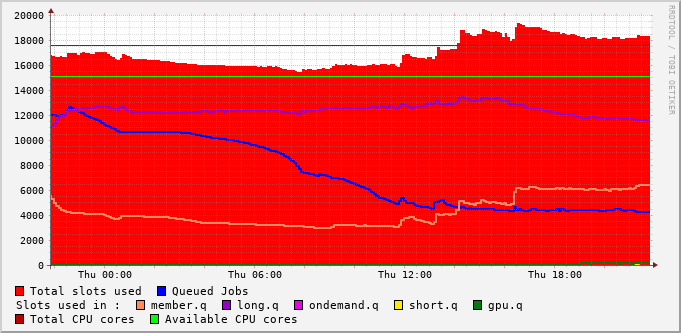 20000
18000
16000
14000
12000
10000
8000
6000
4000
2000
0
Thu 00:00 Thu 06:00 Thu 12:00 Thu 18:00
Total slots used Queued Jobs
Slots used in : member.q long.q ondemand.q short.q gpu.q
Total CPU cores Available CPU cores
RRDTOOL / TOBI OETIKER